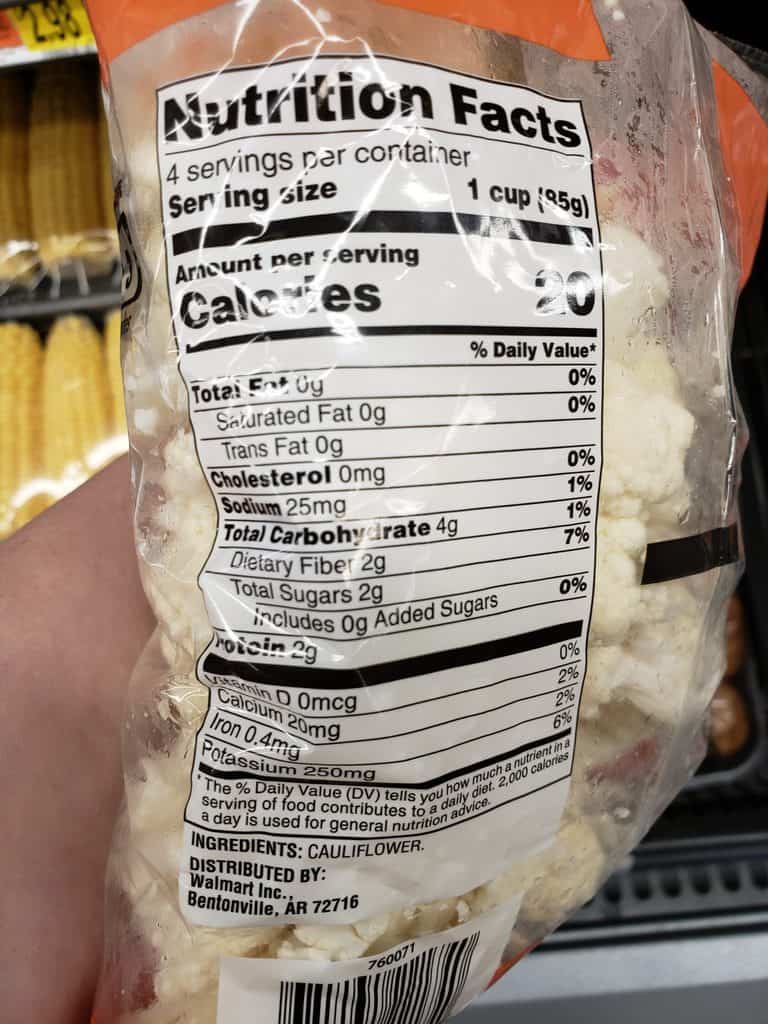 2.98
Nutrition Facts
4 servings per container
Serving size 1 cup (85g)
Amount per serving
Calories 20
% Daily Value*
Total Fat 0g 0%
Saturated Fat 0g 0%
Trans Fat 0g
Cholesterol 0mg 0%
Sodium 25mg 1%
Total Carbohydrate 4g 1%
Dietary Fiber 2g 7%
Total Sugars 2g
Includes 0g Added Sugars 0%
Protein 2g
Vitamin D 0mcg 0%
Calcium 20mg 2%
Iron 0.4mg 2%
Potassium 250mg 6%
* The % Daily Value (DV) tells you how much a nutrient in a
serving of food contributes to a daily diet. 2,000 calories
a day is used for general nutrition advice.
INGREDIENTS: CAULIFLOWER.
DISTRIBUTED BY:
Walmart Inc.,
Bentonville, AR 72716
760071